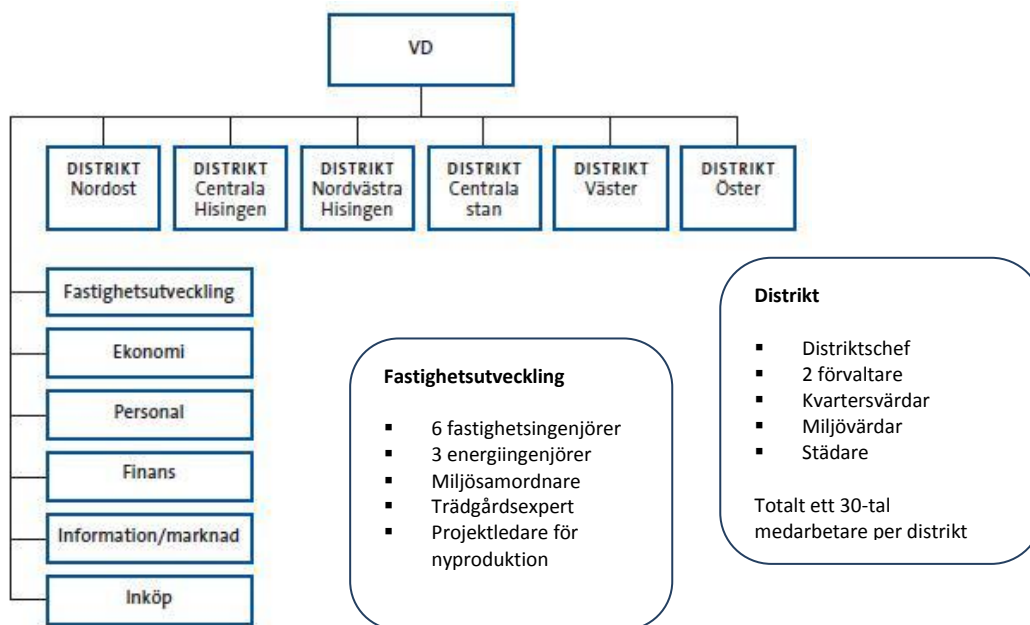 VD
DISTRIKT
Nordost
DISTRIKT
Centrala
Hisingen
DISTRIKT
Nordvästra
Hisingen
DISTRIKT
Centrala
stan
DISTRIKT
Väster
DISTRIKT
Öster
Fastighetsutveckling
Ekonomi
Personal
Finans
Information/marknad
Inköp
Fastighetsutveckling
▪ 6 fastighetsingenjörer
▪ 3 energiingenjörer
▪ Miljösamordnare
▪ Trädgårdsexpert
▪ Projektledare för
nyproduktion
Distrikt
▪ Distriktschef
▪ 2 förvaltare
▪ Kvartersvärdar
▪ Miljövärdar
▪ Städare
Totalt ett 30-tal
medarbetare per distrikt